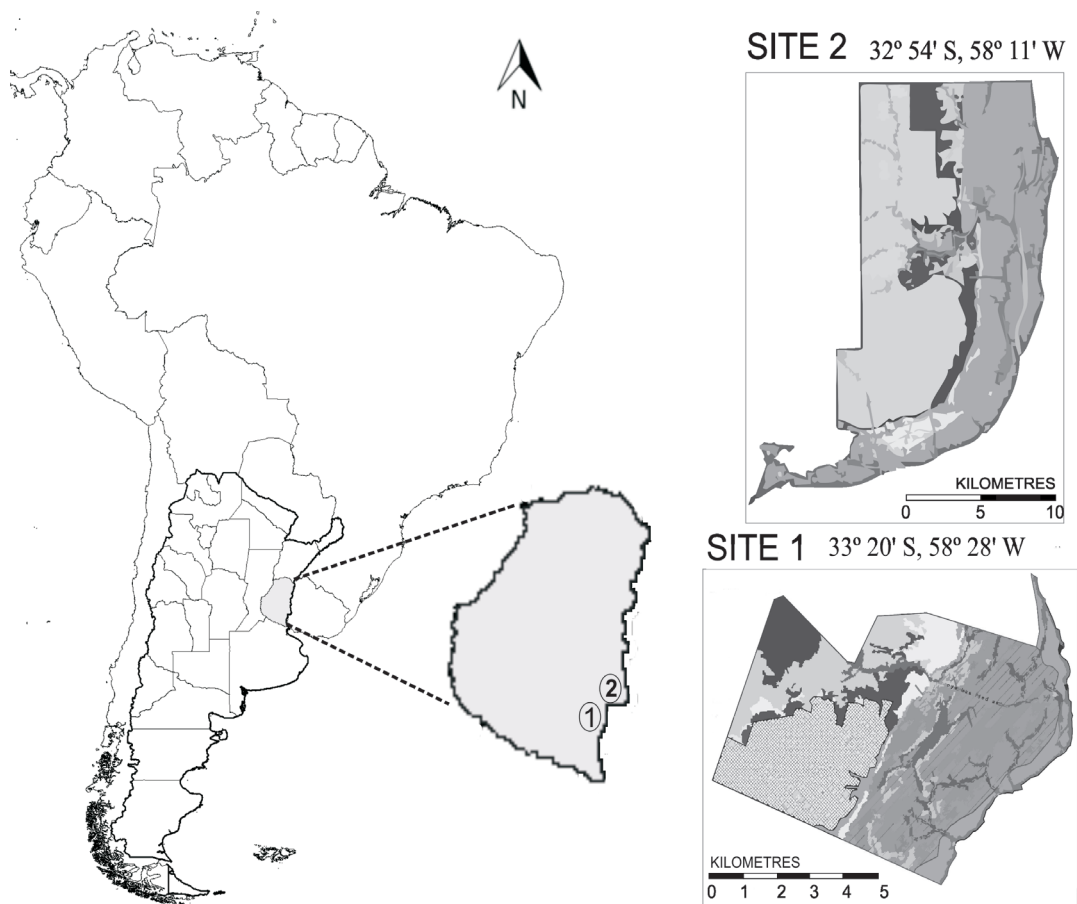 N
SITE 2 32º 54' S, 58º 11' W
KILOMETRES
0 5 10
SITE 1 33º 20' S, 58º 28' W
2
1
KILOMETRES
0 1 2 3 4 5